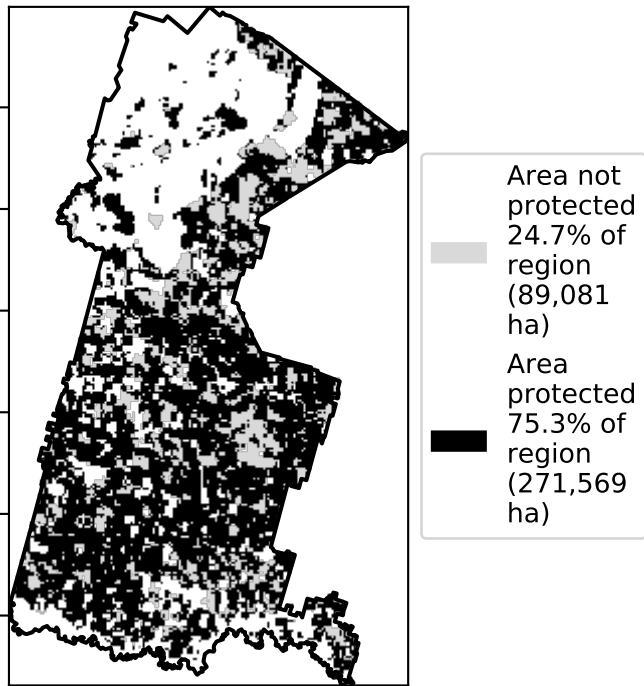 Area not
protected
24.7% of
region
(89,081
ha)
Area
protected
75.3% of
region
(271,569
ha)